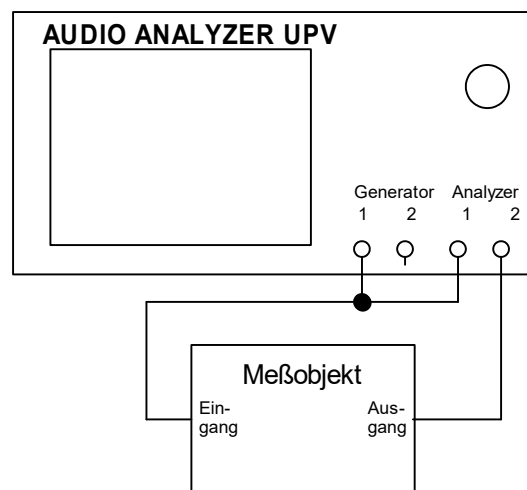 AUDIO ANALYZER UPV
Generator Analyzer
1 2 1 2
Meßobjekt
Ein- Aus-
gang gang